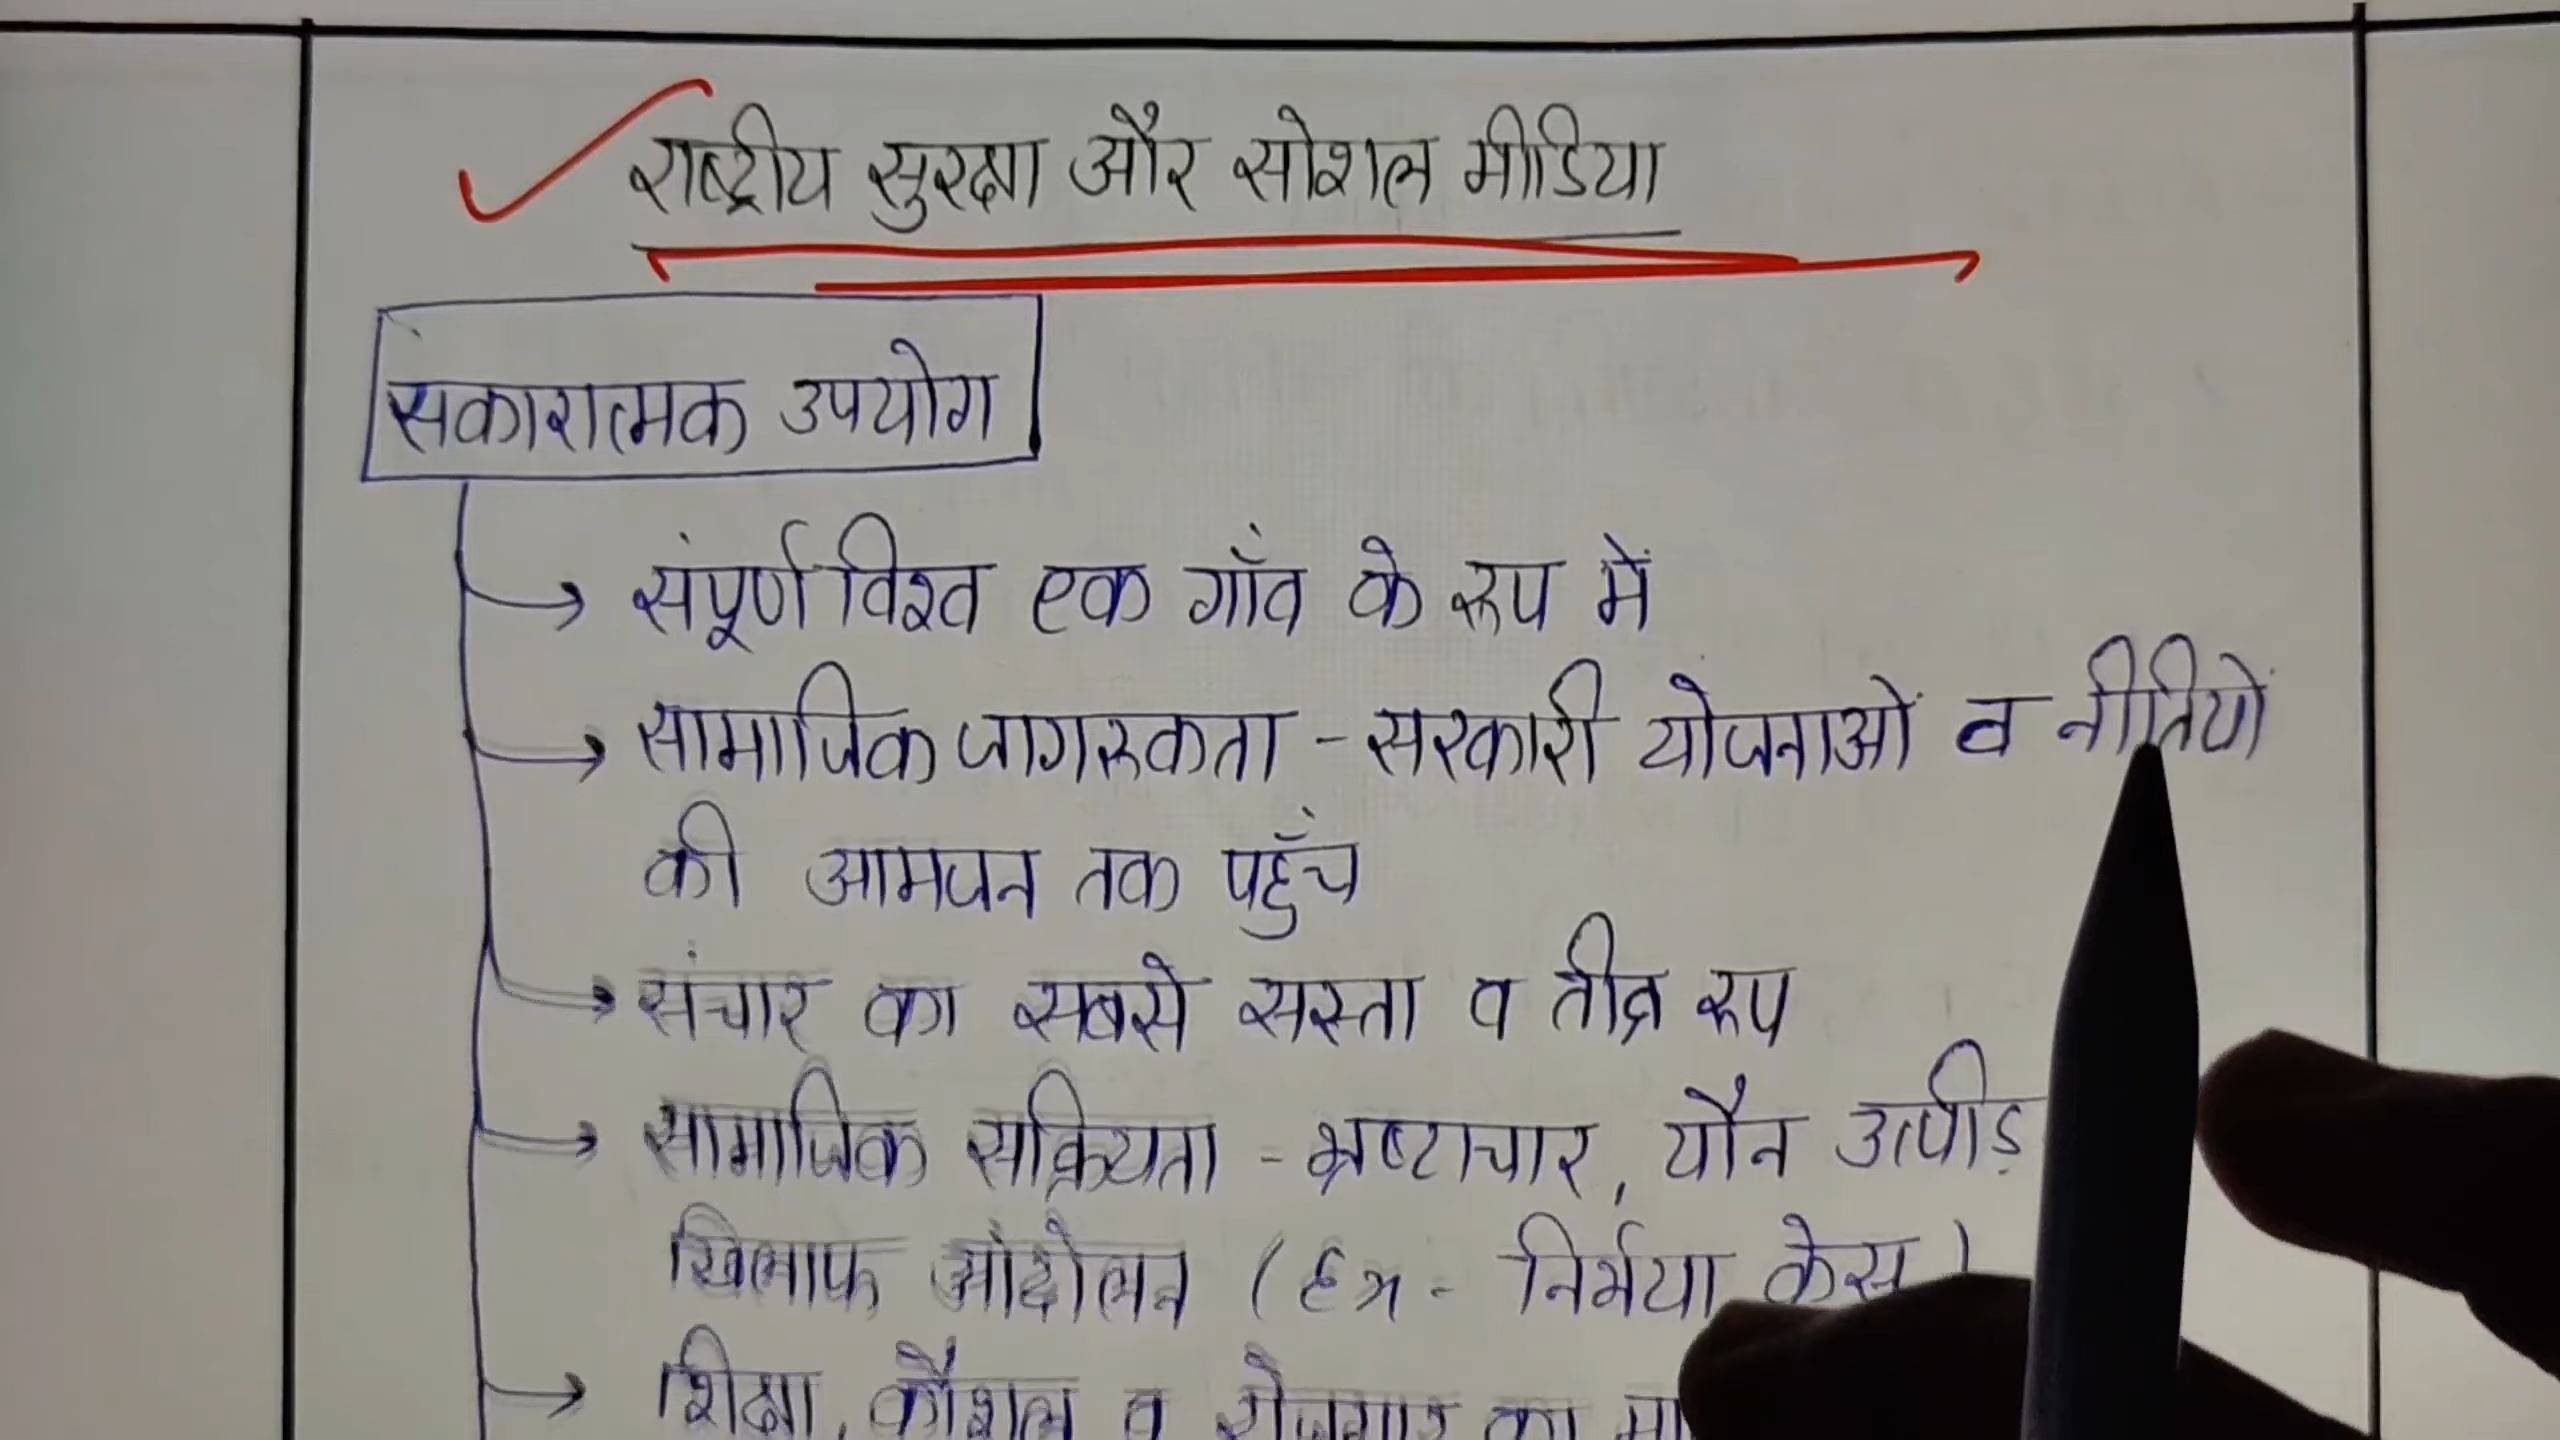 राष्ट्रीय सुरक्षा और सोशल मीडिया
सकारात्मक उपयोग
→ संपूर्ण विश्व एक गाँव के रूप में
→ सामाजिक जागरूकता - सरकारी योजनाओं व नीतियों
की आमजन तक पहुँच
→ संचार का सबसे सस्ता व तीव्र रूप
→ सामाजिक सक्रियता - भ्रष्टाचार, यौन
खिलाफ आंदोलन (Ex - निर्भया केस)
→ शिक्षा, कौशल व रोजगार का